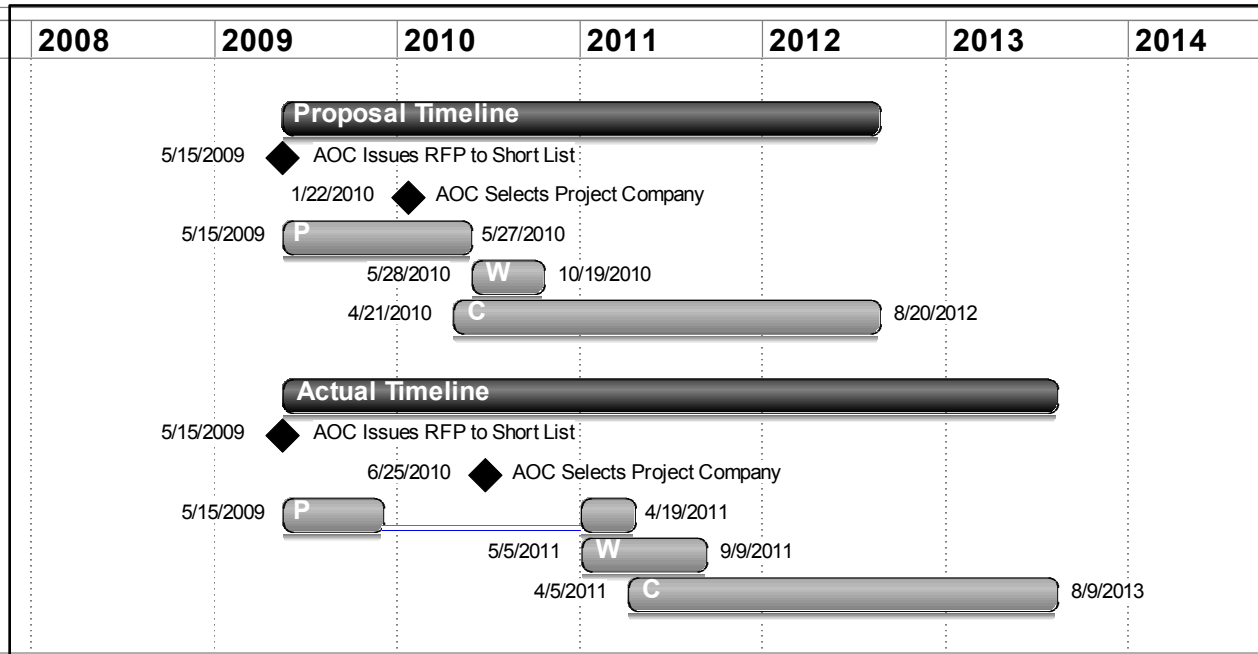 2008 2009 2010 2011 2012 2013 2014
Proposal Timeline
5/15/2009 AOC Issues RFP to Short List
1/22/2010 AOC Selects Project Company
5/15/2009 P 5/27/2010
5/28/2010 W 10/19/2010
4/21/2010 C 8/20/2012
Actual Timeline
5/15/2009 AOC Issues RFP to Short List
6/25/2010 AOC Selects Project Company
5/15/2009 P 4/19/2011
5/5/2011 W 9/9/2011
4/5/2011 C 8/9/2013